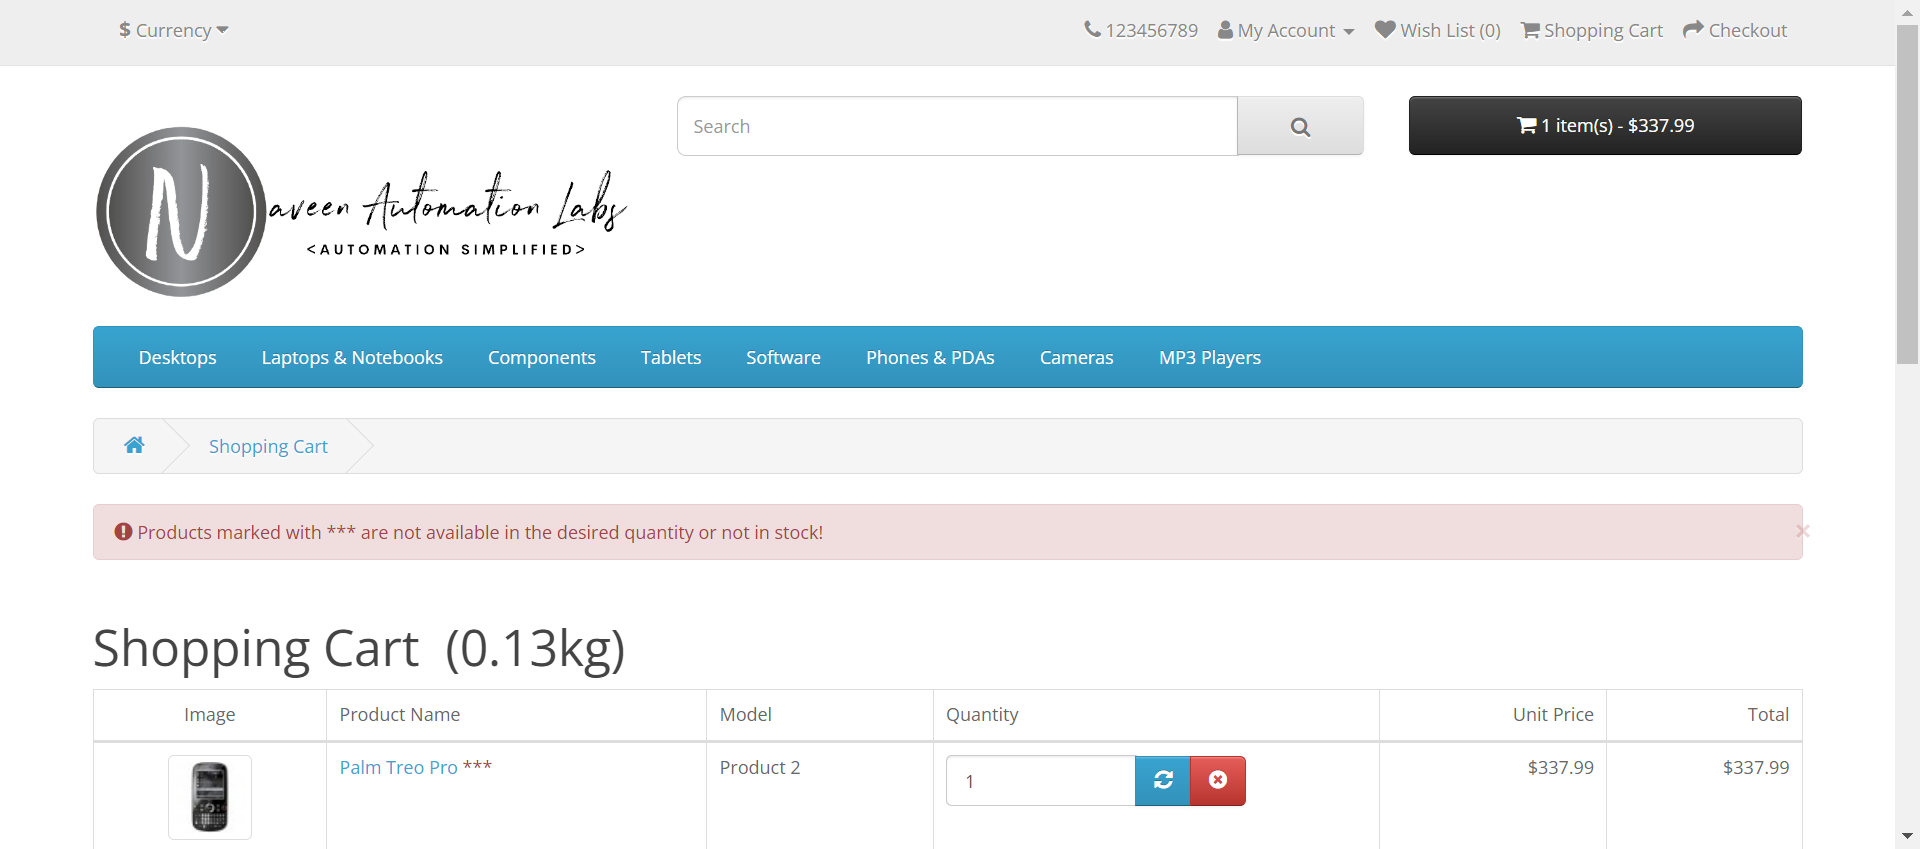 $ Currency
123456789 My Account Wish List (0) Shopping Cart Checkout
Search
1 item(s) - $337.99
Naveen Automation Labs
<AUTOMATION SIMPLIFIED>
Desktops Laptops & Notebooks Components Tablets Software Phones & PDAs Cameras MP3 Players
Shopping Cart
Products marked with *** are not available in the desired quantity or not in stock!
×
Shopping Cart (0.13kg)
Image Product Name Model Quantity Unit Price Total
Palm Treo Pro *** Product 2 1 $337.99 $337.99